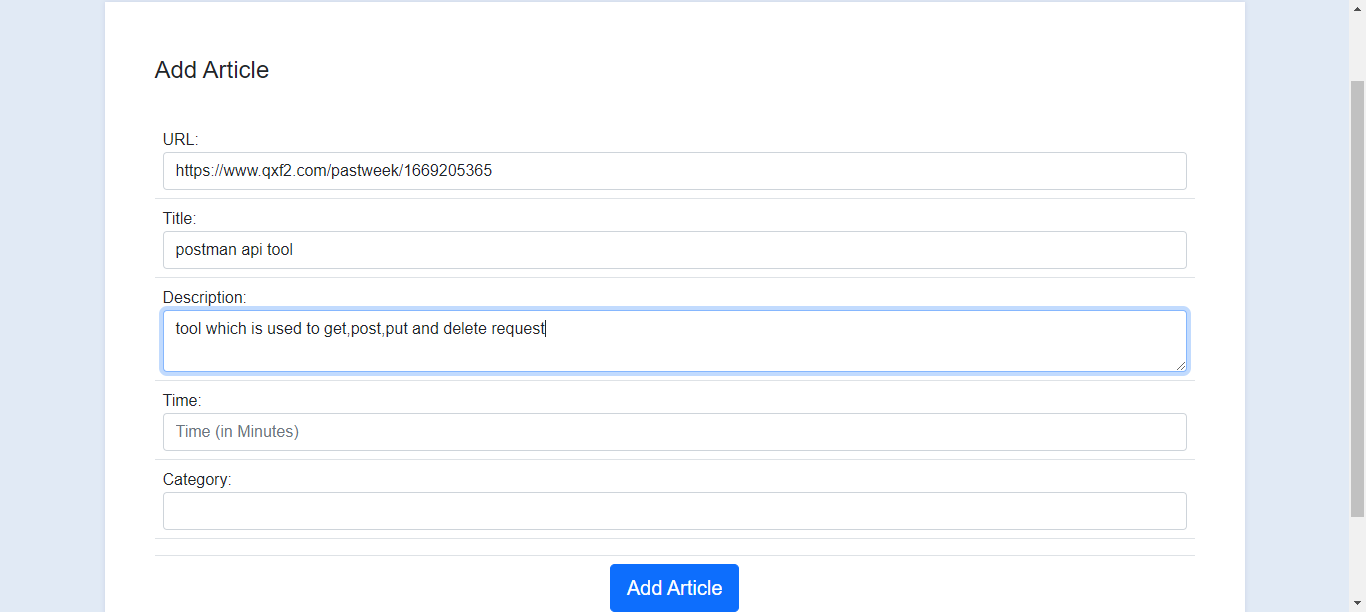 Add Article
URL:
https://www.qxf2.com/pastweek/1669205365
Title:
postman api tool
Description:
tool which is used to get,post,put and delete request
Time:
Time (in Minutes)
Category:
Add Article